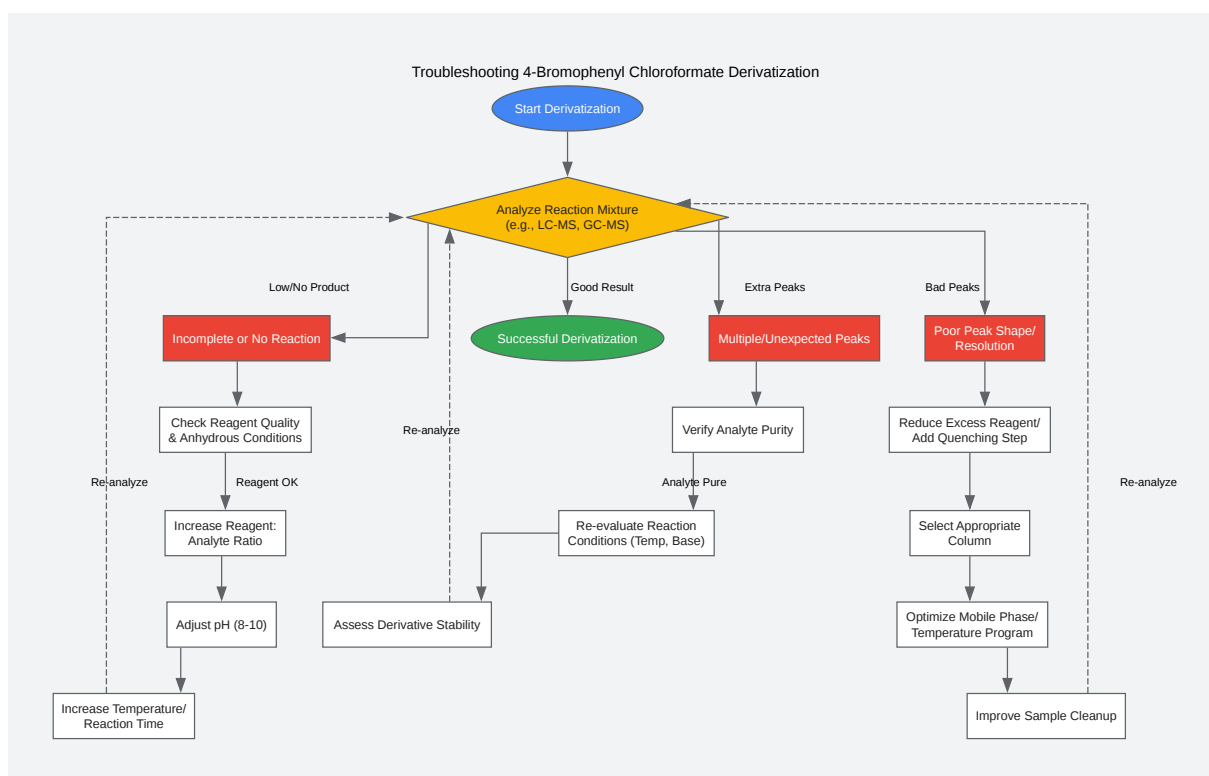 Troubleshooting 4-Bromophenyl Chloroformate Derivatization
Start Derivatization
Analyze Reaction Mixture
(e.g., LC-MS, GC-MS)
Low/No Product
Good Result
Extra Peaks
Bad Peaks
Incomplete or No Reaction
Successful Derivatization
Multiple/Unexpected Peaks
Poor Peak Shape/
Resolution
Check Reagent Quality
& Anhydrous Conditions
Re-analyze
Verify Analyte Purity
Reduce Excess Reagent/
Add Quenching Step
Re-analyze
Reagent OK
Analyte Pure
Re-analyze
Increase Reagent:
Analyte Ratio
Re-evaluate Reaction
Conditions (Temp, Base)
Select Appropriate
Column
Adjust pH (8-10)
Assess Derivative Stability
Optimize Mobile Phase/
Temperature Program
Increase Temperature/
Reaction Time
Improve Sample Cleanup